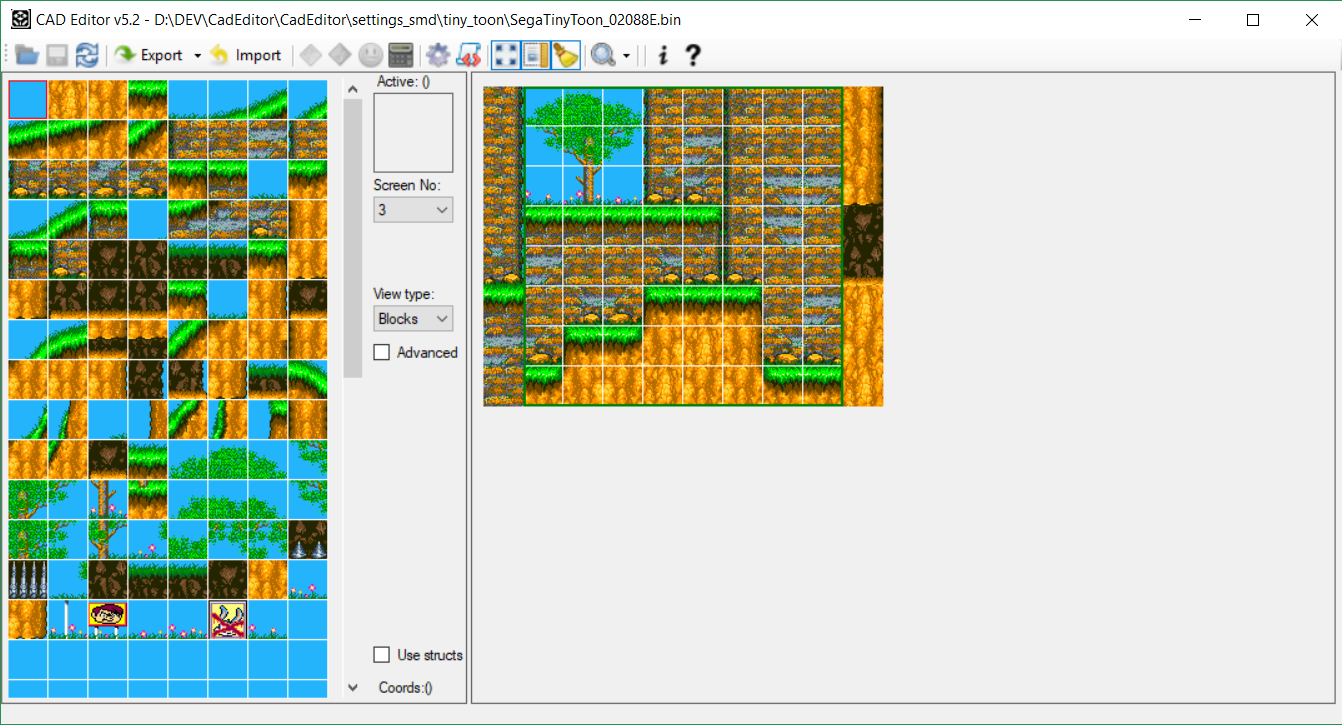 CAD Editor v5.2 - D:\DEV\CadEditor\CadEditor\settings_smd\tiny_toon\SegaTinyToon_02088E.bin
Export Import i ?
Active: ()
Screen No:
3
View type:
Blocks
Advanced
Use structs
Coords:()